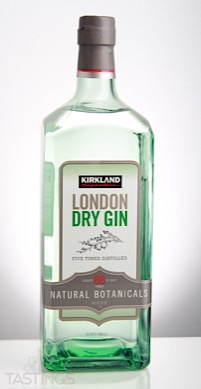 KIRKLAND
Signature
LONDON
DRY GIN
FIVE TIMES DISTILLED
NATURAL BOTANICALS
TASTINGS